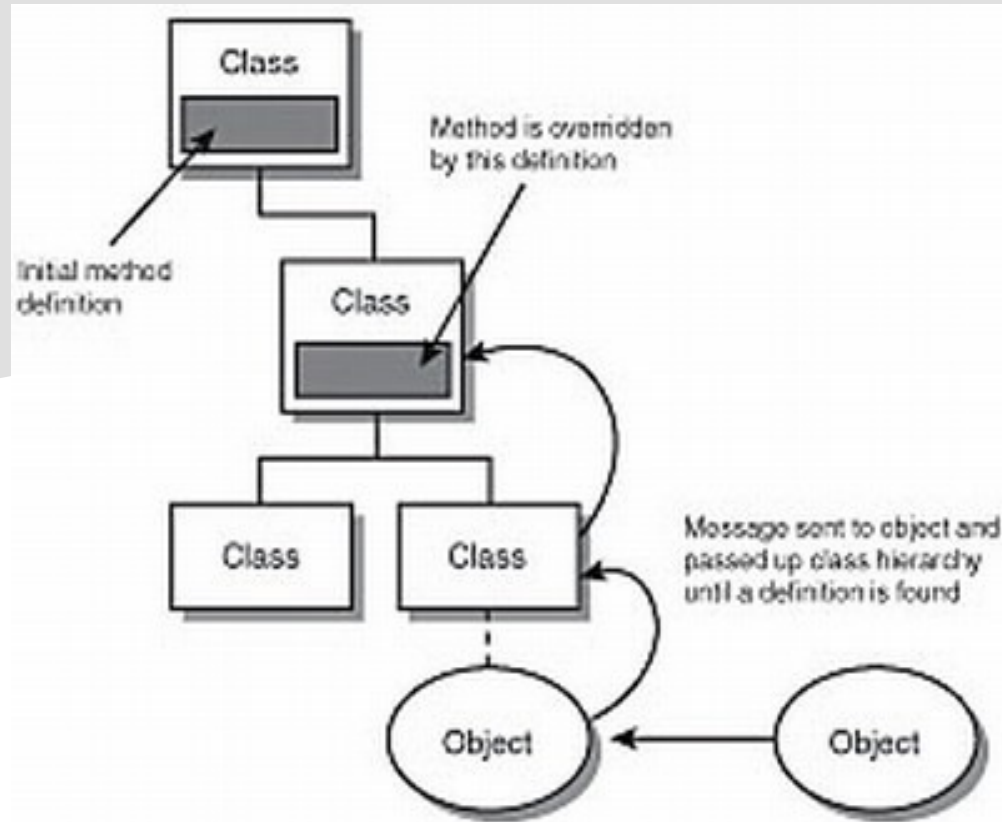 Class
Method is overridden
by this definition
Initial method
definition
Class
Class
Class
Message sent to object and
passed up class hierarchy
until a definition is found
Object
Object